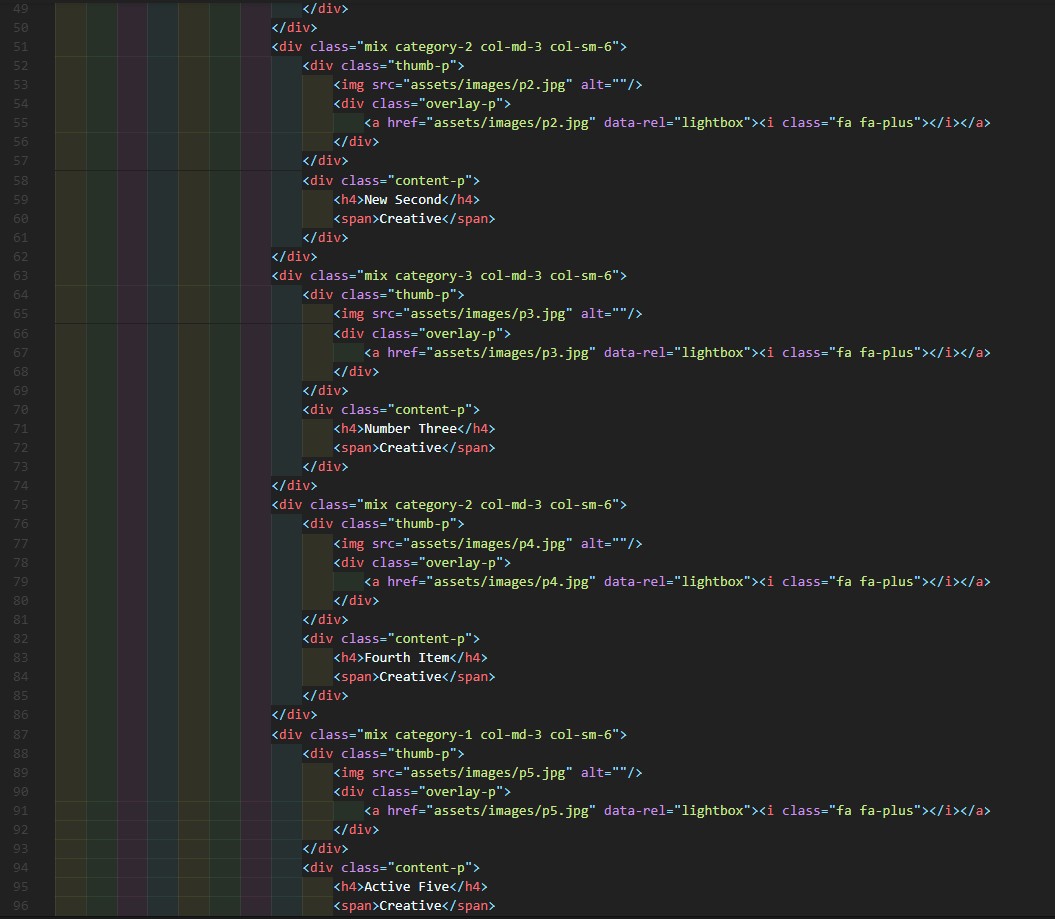 49 </div>
50 </div>
51 <div class="mix category-2 col-md-3 col-sm-6">
52 <div class="thumb-p">
53 <img src="assets/images/p2.jpg" alt=""/>
54 <div class="overlay-p">
55 <a href="assets/images/p2.jpg" data-rel="lightbox"><i class="fa fa-plus"></i></a>
56 </div>
57 </div>
58 <div class="content-p">
59 <h4>New Second</h4>
60 <span>Creative</span>
61 </div>
62 </div>
63 <div class="mix category-3 col-md-3 col-sm-6">
64 <div class="thumb-p">
65 <img src="assets/images/p3.jpg" alt=""/>
66 <div class="overlay-p">
67 <a href="assets/images/p3.jpg" data-rel="lightbox"><i class="fa fa-plus"></i></a>
68 </div>
69 </div>
70 <div class="content-p">
71 <h4>Number Three</h4>
72 <span>Creative</span>
73 </div>
74 </div>
75 <div class="mix category-2 col-md-3 col-sm-6">
76 <div class="thumb-p">
77 <img src="assets/images/p4.jpg" alt=""/>
78 <div class="overlay-p">
79 <a href="assets/images/p4.jpg" data-rel="lightbox"><i class="fa fa-plus"></i></a>
80 </div>
81 </div>
82 <div class="content-p">
83 <h4>Fourth Item</h4>
84 <span>Creative</span>
85 </div>
86 </div>
87 <div class="mix category-1 col-md-3 col-sm-6">
88 <div class="thumb-p">
89 <img src="assets/images/p5.jpg" alt=""/>
90 <div class="overlay-p">
91 <a href="assets/images/p5.jpg" data-rel="lightbox"><i class="fa fa-plus"></i></a>
92 </div>
93 </div>
94 <div class="content-p">
95 <h4>Active Five</h4>
96 <span>Creative</span>